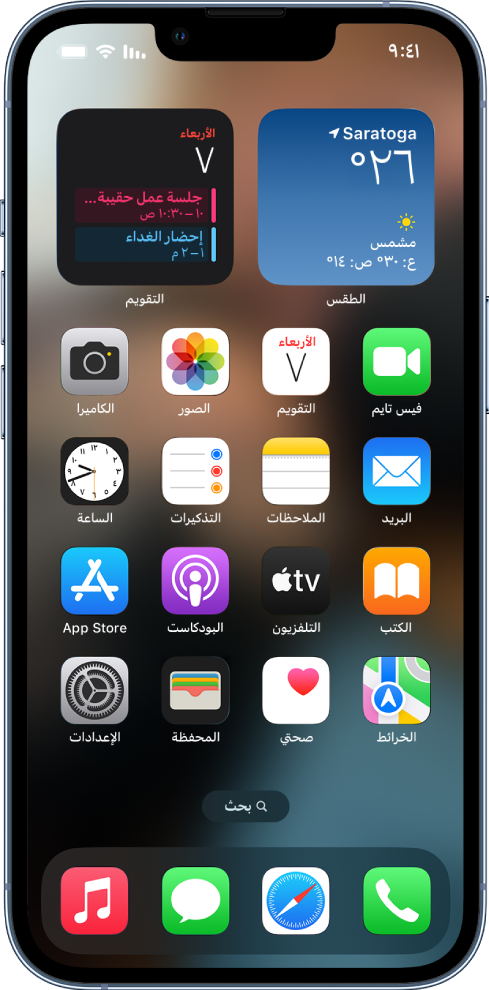 ٩:٤١
Saratoga
٢٦°
مشمس
ع: ٣٠° ص: ١٤°
الطقس
الأربعاء
٧
جلسة عمل حقيبة...
١٠–١٠:٣٠ ص
إحضار الغداء
١–٢ م
التقويم
فيس تايم
الأربعاء
٧
التقويم
الصور
الكاميرا
البريد
الملاحظات
التذكيرات
الساعة
الكتب
tv
التلفزيون
البودكاست
App Store
الخرائط
صحتي
المحفظة
الإعدادات
بحث